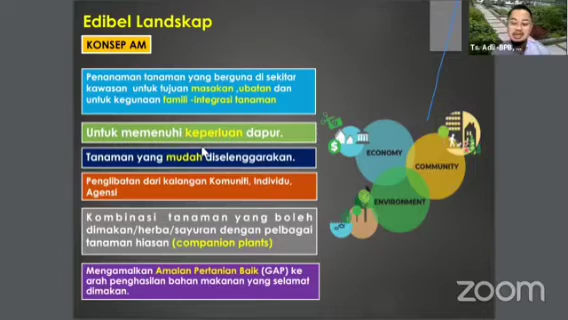 Edibel Landskap
KONSEP AM
Penanaman tanaman yang berguna di sekitar
kawasan untuk tujuan masakan ,ubatan dan
untuk kegunaan famili -integrasi tanaman
Untuk memenuhi keperluan dapur.
Tanaman yang mudah diselenggarakan.
Penglibatan dari kalangan Komuniti, Individu,
Agensi
Kombinasi tanaman yang boleh
dimakan/herba/sayuran dengan pelbagai
tanaman hiasan (companion plants)
Mengamalkan Amalan Pertanian Baik (GAP) ke
arah penghasilan bahan makanan yang selamat
dimakan.
ECONOMY
COMMUNITY
ENVIRONMENT
Ts. Adi -BPB, ...
zoom